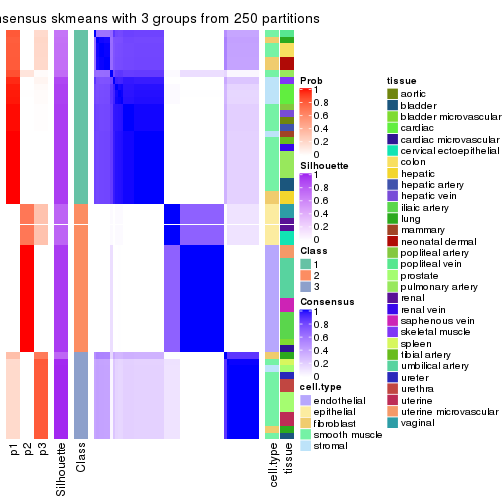 nsensus skmeans with 3 groups from 250 partitions
Prob
1
0.8
0.6
0.4
0.2
0
Silhouette
1
0.8
0.6
0.4
0.2
0
Class
1
2
3
Consensus
1
0.8
0.6
0.4
0.2
0
cell.type
endothelial
epithelial
fibroblast
smooth muscle
stromal
tissue
aortic
bladder
bladder microvascular
cardiac
cardiac microvascular
cervical ectoepithelial
colon
hepatic
hepatic artery
hepatic vein
iliaic artery
lung
mammary
neonatal dermal
popliteal artery
popliteal vein
prostate
pulmonary artery
renal
renal vein
saphenous vein
skeletal muscle
spleen
tibial artery
umbilical artery
ureter
urethra
uterine
uterine microvascular
vaginal
p1
p2
p3
Silhouette
Class
cell.type
tissue